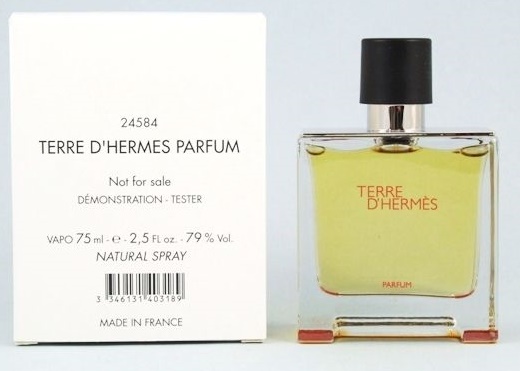 24584
TERRE D'HERMES PARFUM
Not for sale
DÉMONSTRATION - TESTER
VAPO 75 ml - ℮ - 2,5 FL oz. - 79 % Vol.
NATURAL SPRAY
3 346131 403189
MADE IN FRANCE
TERRE
D'HERMÈS
PARFUM